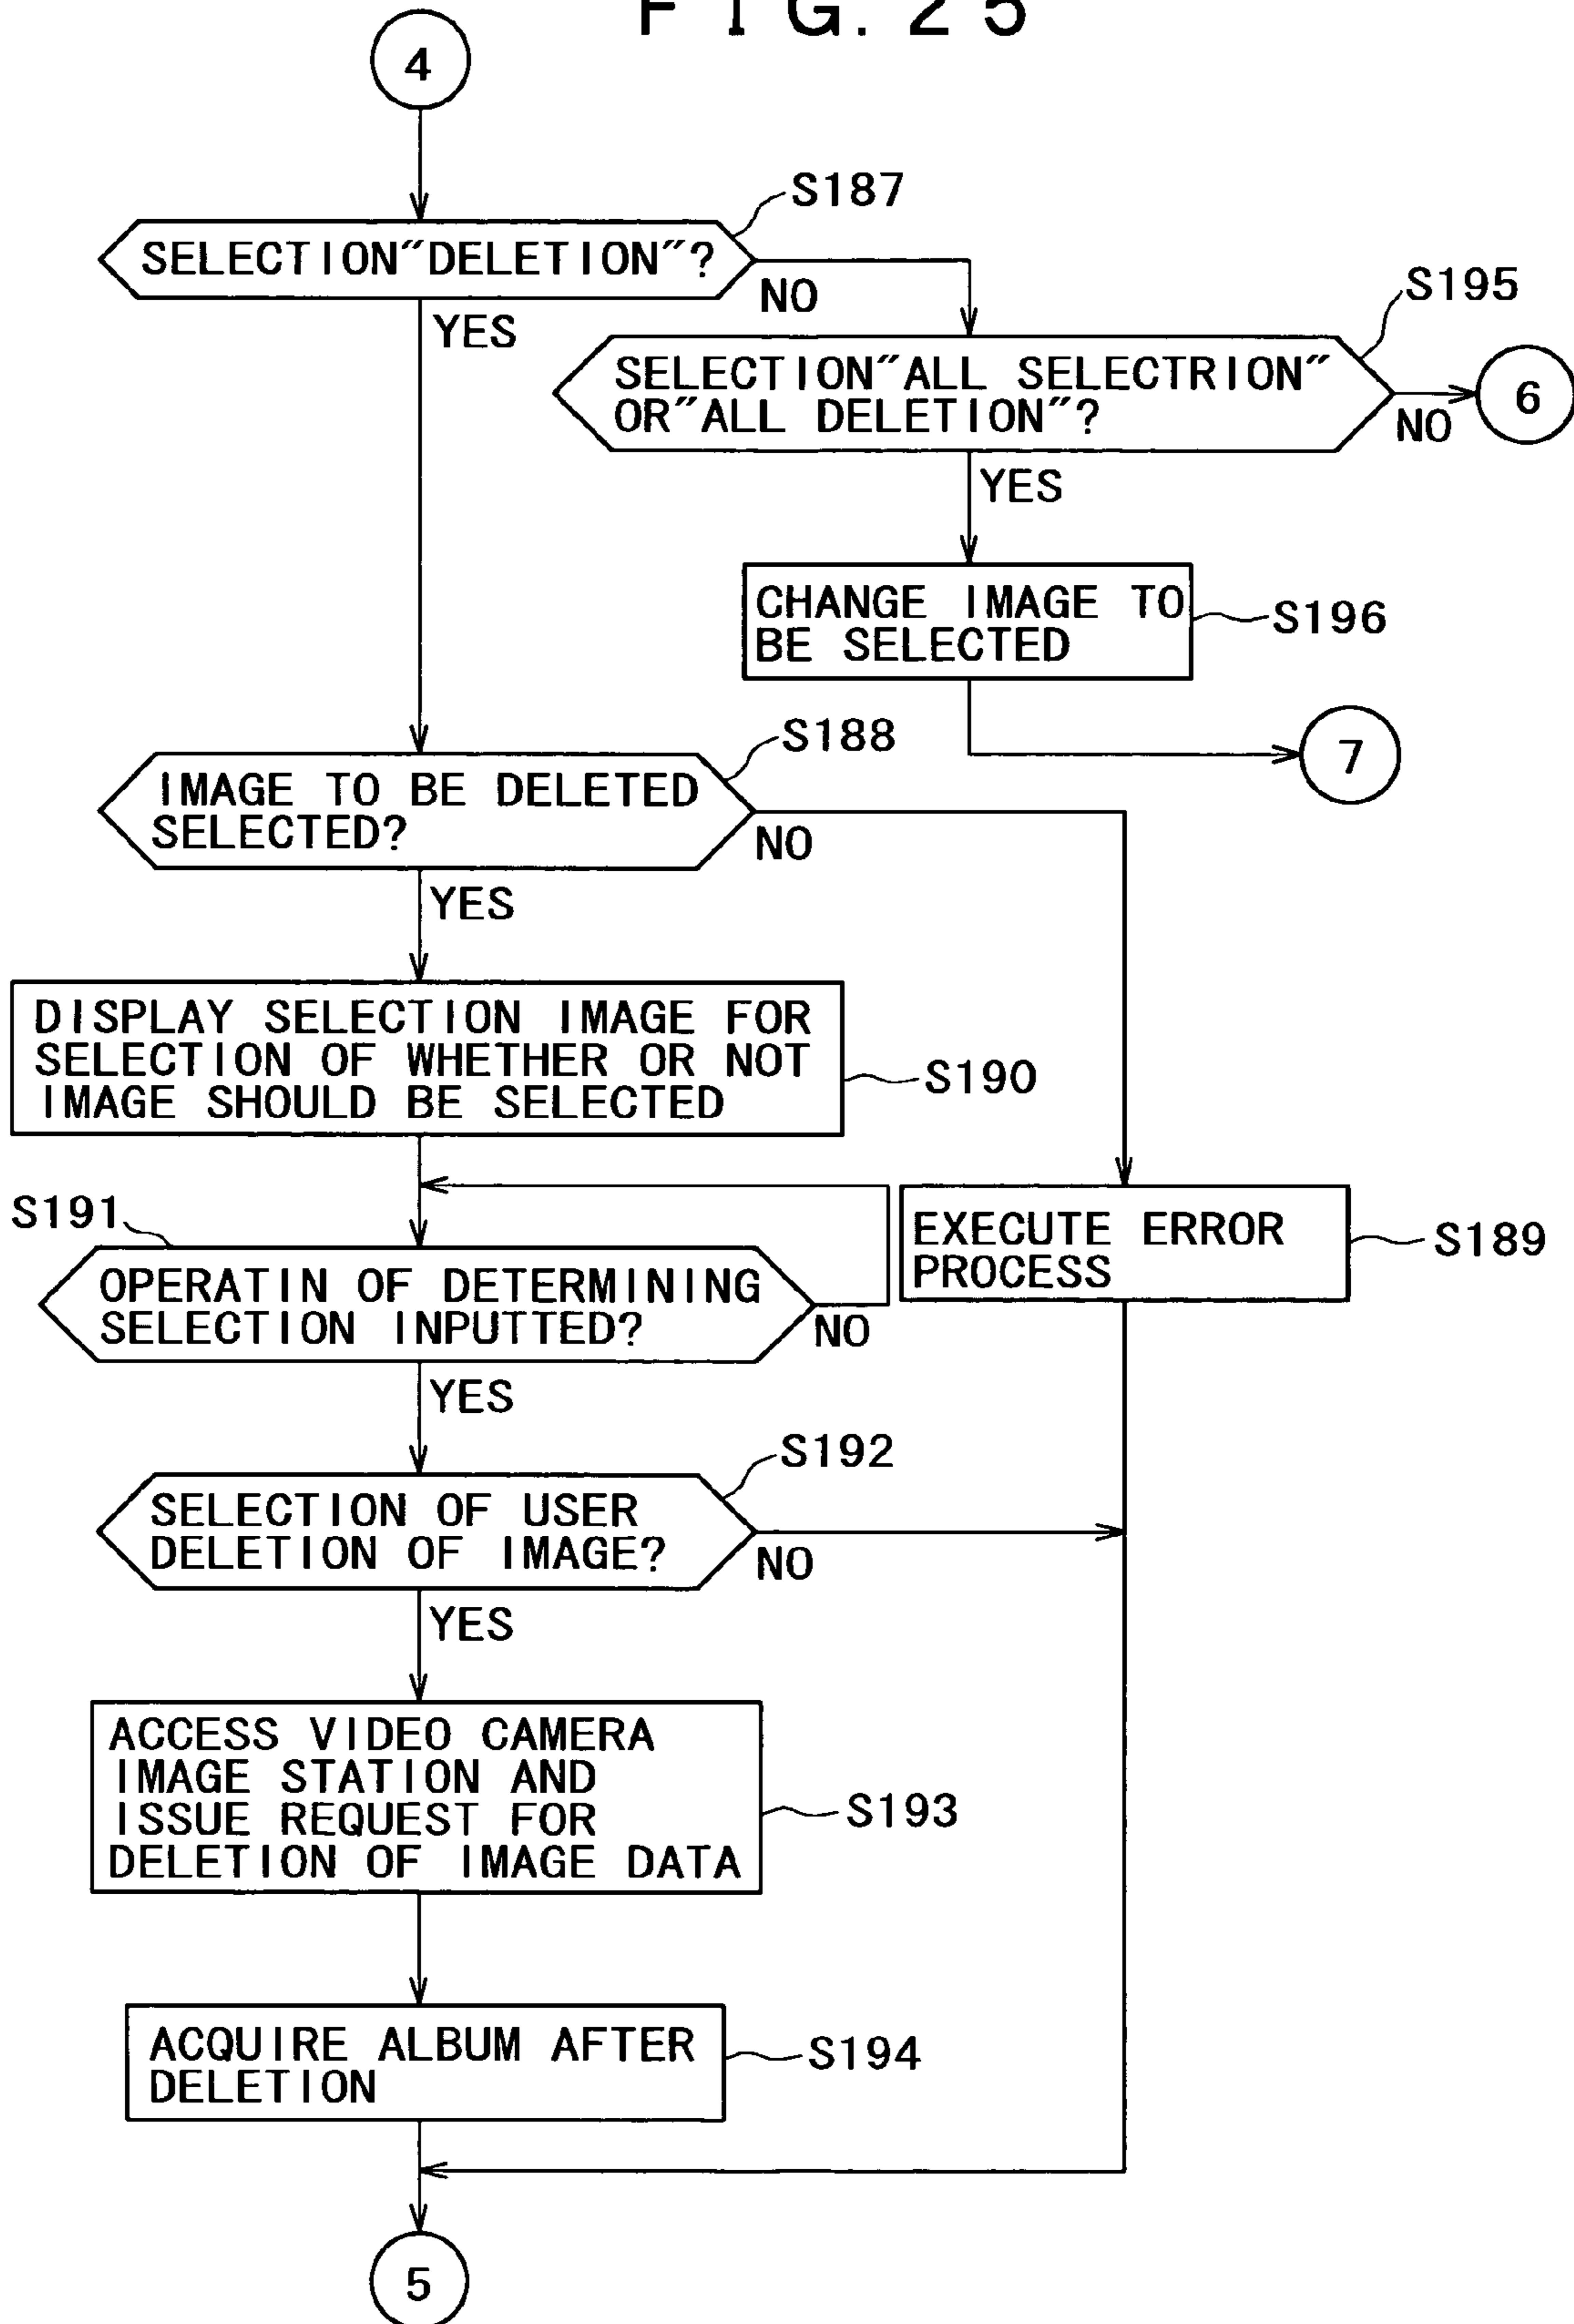 FIG. 25
4
S187
SELECTION"DELETION"?
NO
YES
S195
SELECTION"ALL SELECTRION"
OR"ALL DELETION"?
NO
6
YES
CHANGE IMAGE TO
BE SELECTED
S196
7
S188
IMAGE TO BE DELETED
SELECTED?
NO
YES
DISPLAY SELECTION IMAGE FOR
SELECTION OF WHETHER OR NOT
IMAGE SHOULD BE SELECTED
S190
S191
OPERATIN OF DETERMINING
SELECTION INPUTTED?
NO
YES
EXECUTE ERROR
PROCESS
S189
S192
SELECTION OF USER
DELETION OF IMAGE?
NO
YES
ACCESS VIDEO CAMERA
IMAGE STATION AND
ISSUE REQUEST FOR
DELETION OF IMAGE DATA
S193
ACQUIRE ALBUM AFTER
DELETION
S194
5